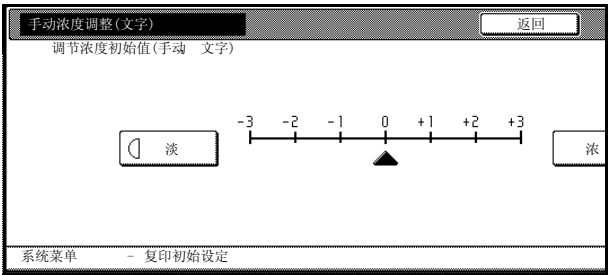 手动浓度调整(文字) 返回
调节浓度初始值(手动 文字)
-3 -2 -1 0 +1 +2 +3
淡 浓
系统菜单 - 复印初始设定